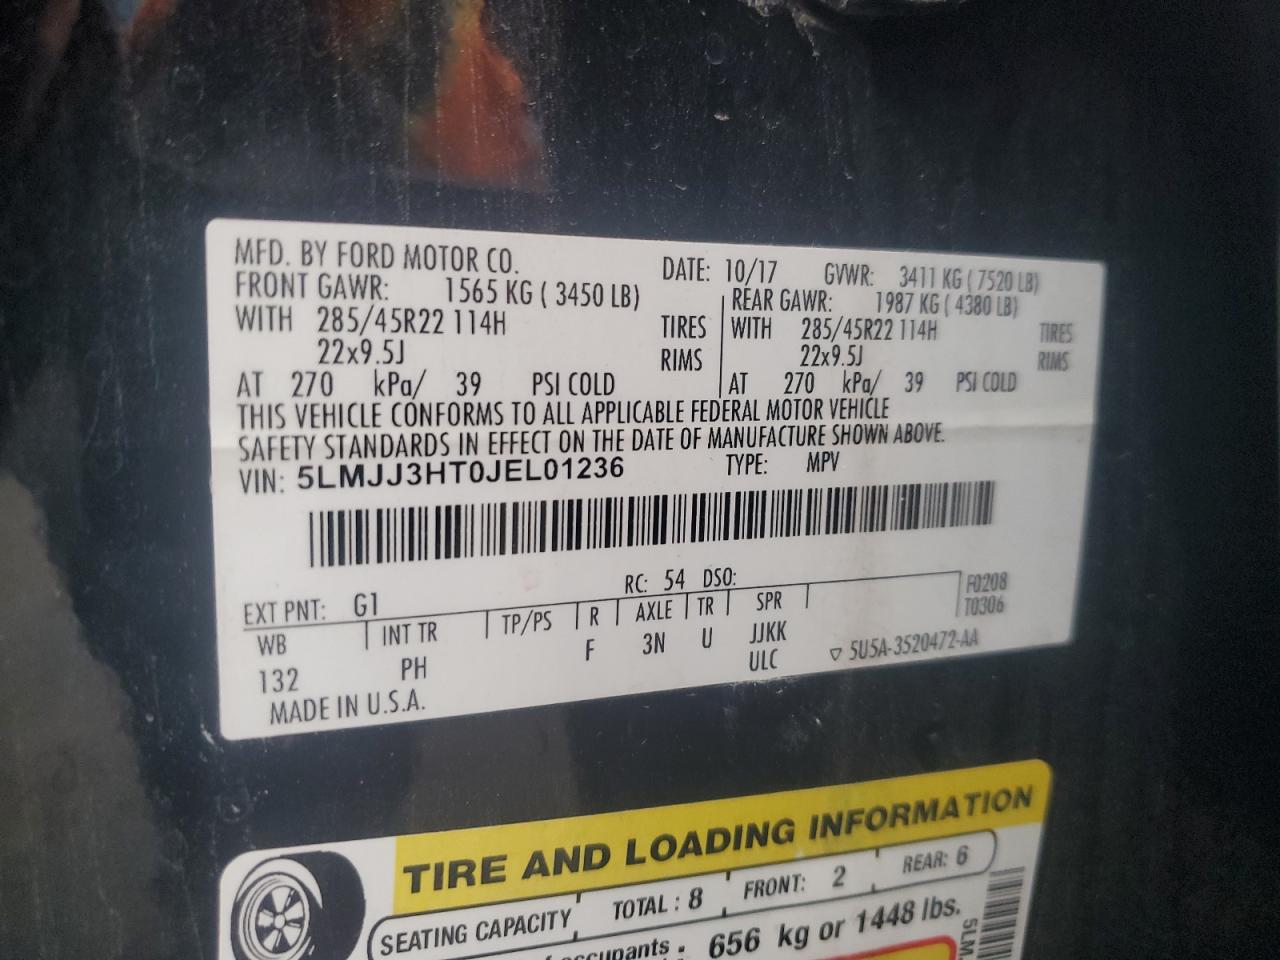 MFD. BY FORD MOTOR CO. DATE: 10/17 GVWR: 3411 KG ( 7520 LB)
FRONT GAWR: 1565 KG ( 3450 LB) REAR GAWR: 1987 KG ( 4380 LB)
WITH 285/45R22 114H TIRES WITH 285/45R22 114H TIRES
22x9.5J RIMS 22x9.5J RIMS
AT 270 kPa/ 39 PSI COLD AT 270 kPa/ 39 PSI COLD
THIS VEHICLE CONFORMS TO ALL APPLICABLE FEDERAL MOTOR VEHICLE
SAFETY STANDARDS IN EFFECT ON THE DATE OF MANUFACTURE SHOWN ABOVE.
VIN: 5LMJJ3HT0JEL01236 TYPE: MPV
EXT PNT: G1 RC: 54 DSO: F0208
WB INT TR TP/PS R AXLE TR SPR T0306
132 PH F 3N U JJKK
ULC ▽ 5U5A-3520472-AA
MADE IN U.S.A.
TIRE AND LOADING INFORMATION
SEATING CAPACITY TOTAL : 8 FRONT: 2 REAR: 6
occupants 656 kg or 1448 lbs.
5LM